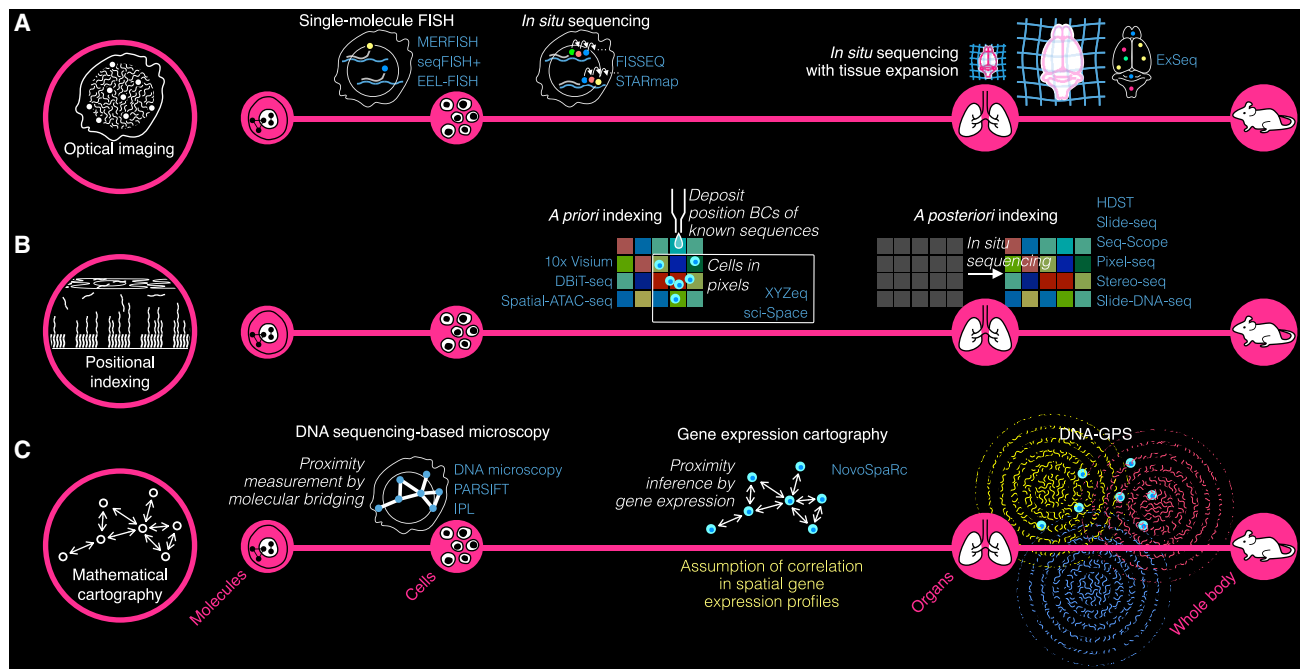 A
Single-molecule FISH
MERFISH
seqFISH+
EEL-FISH
In situ sequencing
FISSEQ
STARmap
In situ sequencing
with tissue expansion
ExSeq
Optical imaging
B
A priori indexing
Deposit
position BCs of
known sequences
10x Visium
DBiT-seq
Spatial-ATAC-seq
Cells in
pixels
XYZeq
sci-Space
A posteriori indexing
In situ
sequencing
HDST
Slide-seq
Seq-Scope
Pixel-seq
Stereo-seq
Slide-DNA-seq
Positional
indexing
C
DNA sequencing-based microscopy
Proximity
measurement by
molecular bridging
DNA microscopy
PARSIFT
IPL
Gene expression cartography
Proximity
inference by
gene expression
NovoSpaRc
DNA-GPS
Mathematical
cartography
Assumption of correlation
in spatial gene
expression profiles
Molecules
Cells
Organs
Whole body